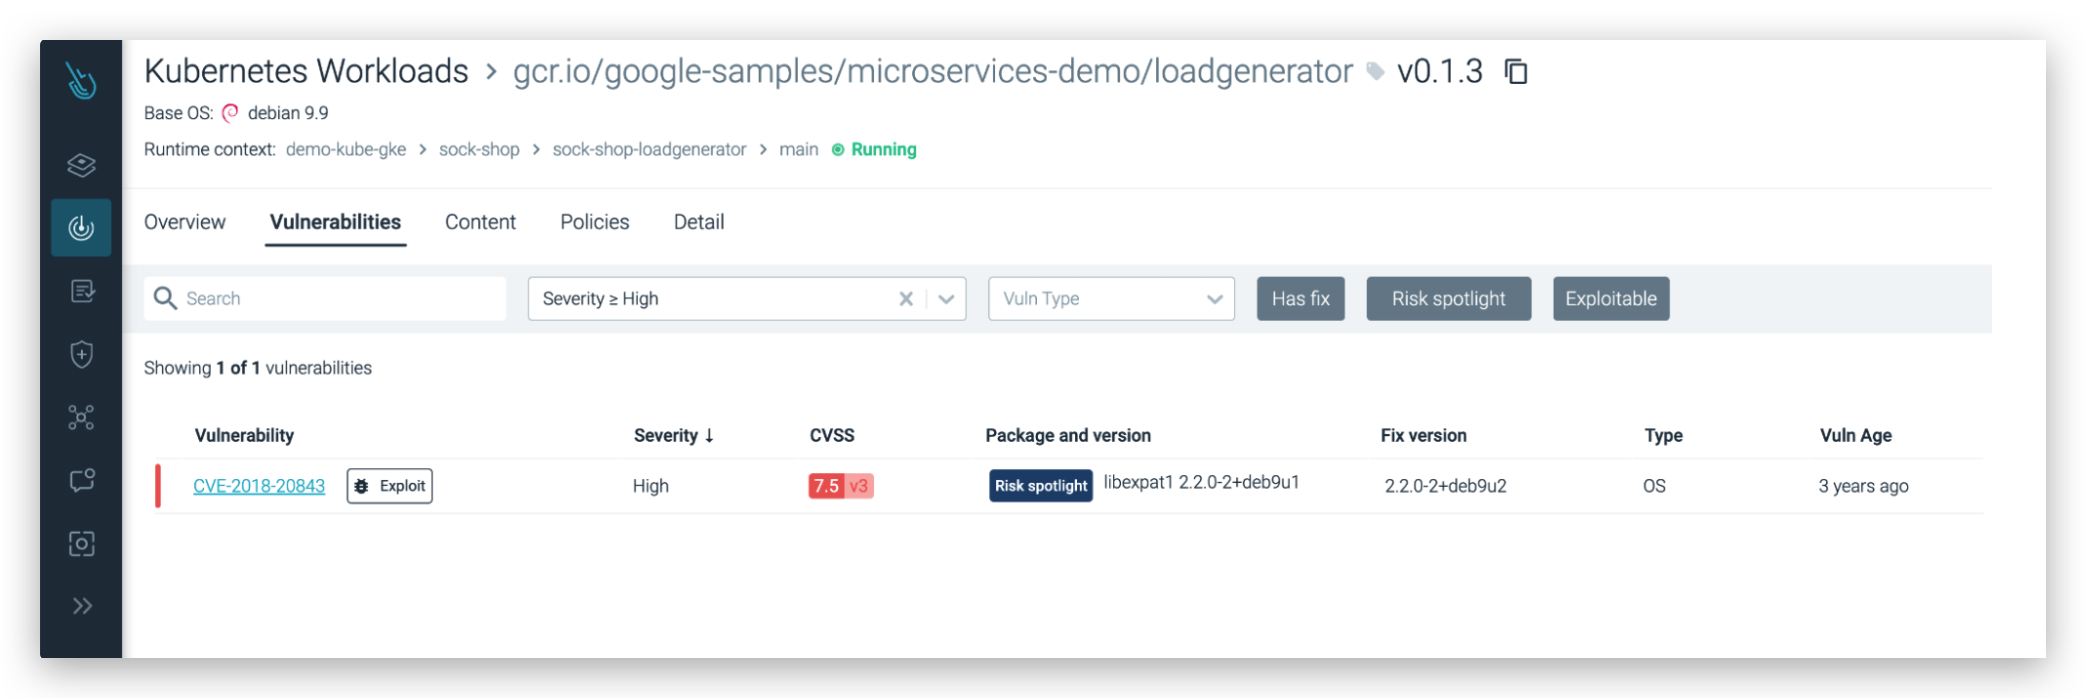 Kubernetes Workloads > gcr.io/google-samples/microservices-demo/loadgenerator v0.1.3
Base OS: debian 9.9
Runtime context: demo-kube-gke > sock-shop > sock-shop-loadgenerator > main Running
Overview Vulnerabilities Content Policies Detail
Search Severity ≥ High Vuln Type Has fix Risk spotlight Exploitable
Showing 1 of 1 vulnerabilities
Vulnerability Severity ↓ CVSS Package and version Fix version Type Vuln Age
CVE-2018-20843 Exploit High 7.5 v3 Risk spotlight libexpat1 2.2.0-2+deb9u1 2.2.0-2+deb9u2 OS 3 years ago